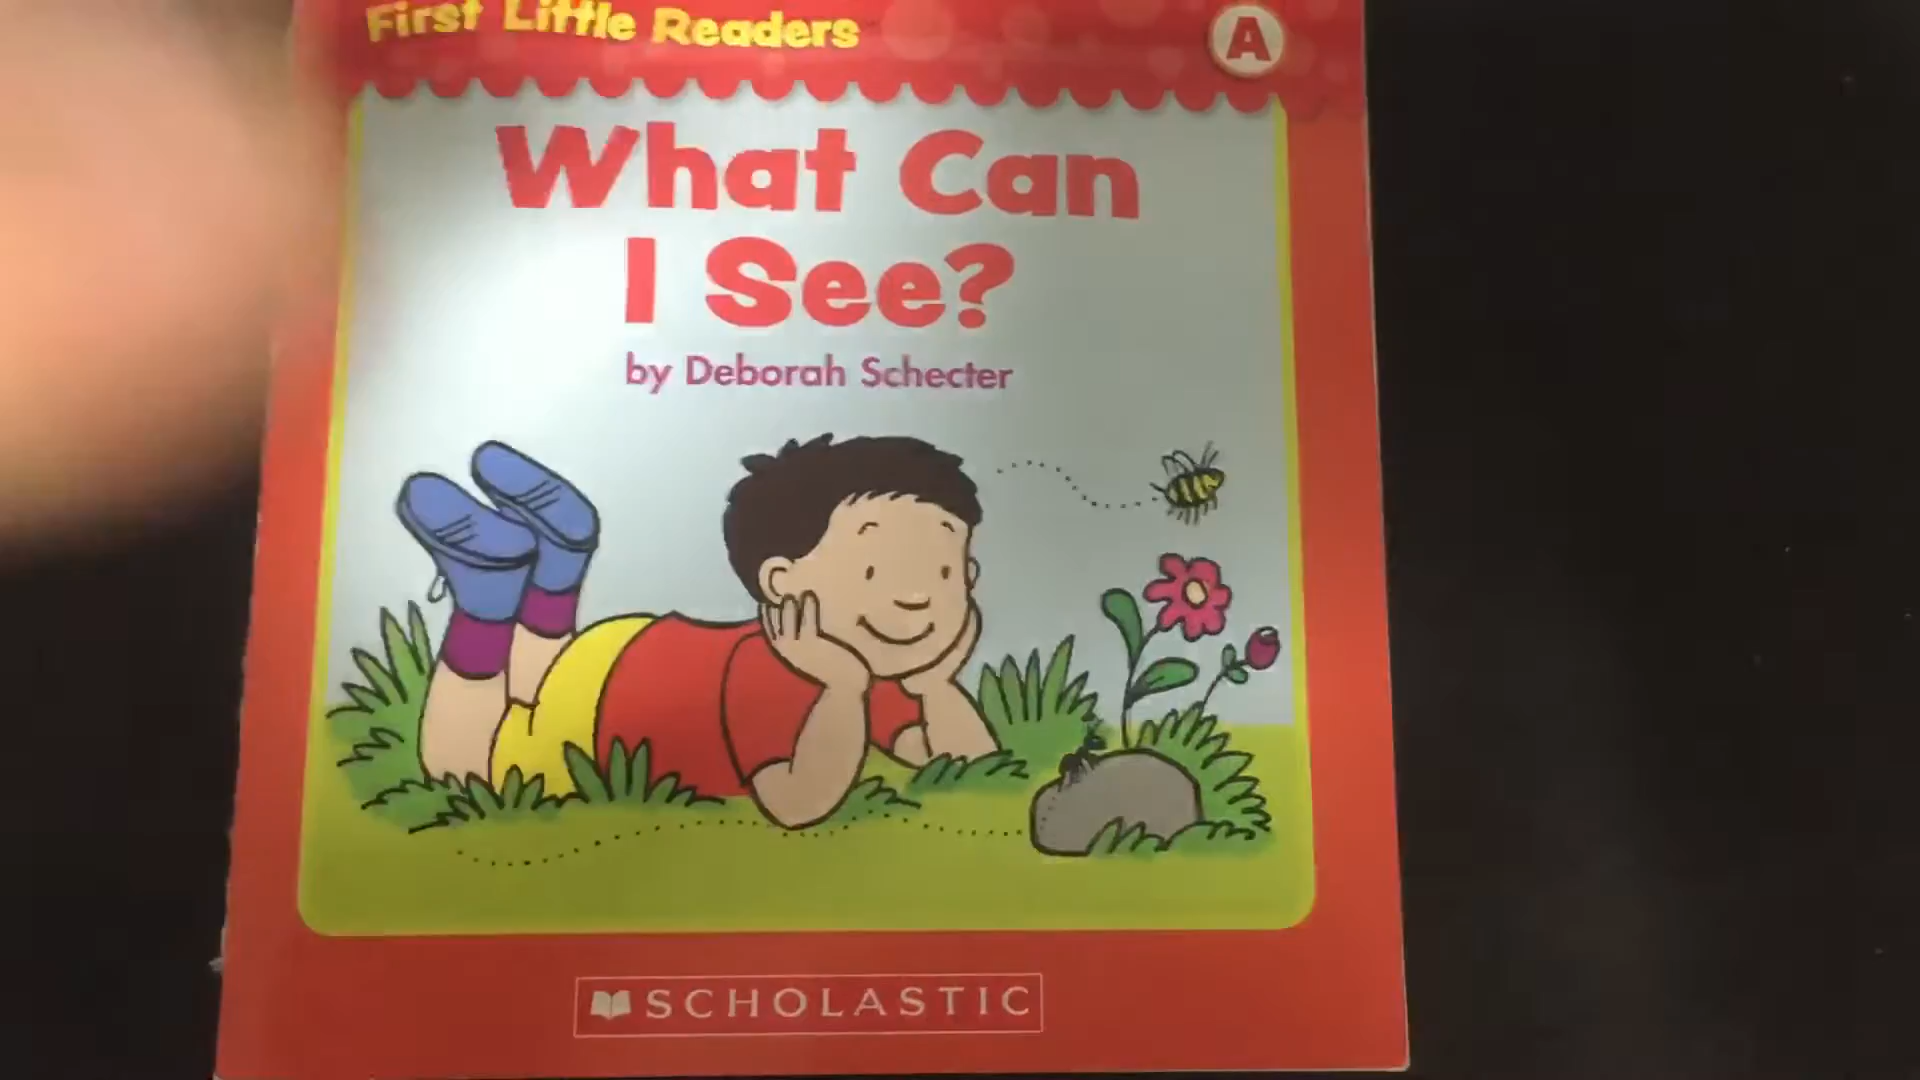 First Little Readers
A
What Can
I See?
by Deborah Schecter
SCHOLASTIC